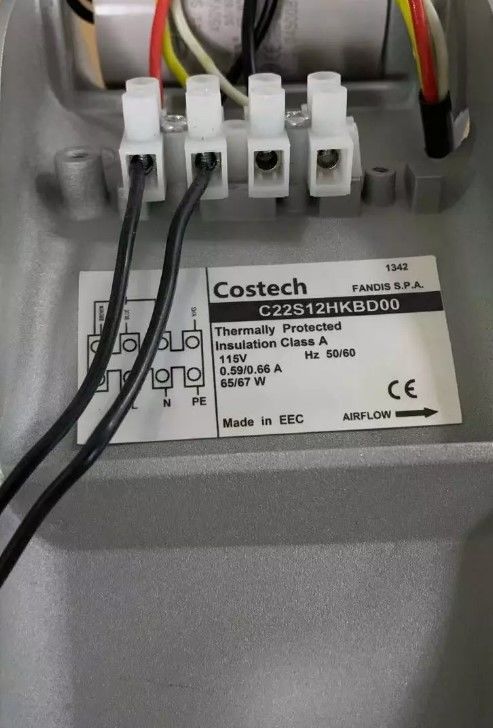 1342
Costech FANDIS S.P.A.
C22S12HKBD00
Thermally Protected
Insulation Class A
115V Hz 50/60
0.59/0.66 A
65/67 W
CE
Made in EEC AIRFLOW
L N PE